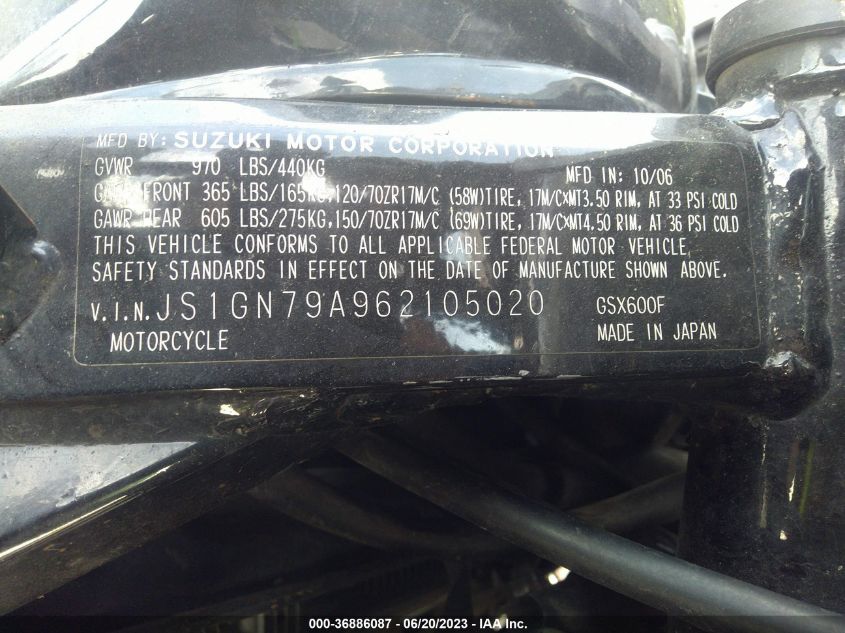 MFD BY: SUZUKI MOTOR CORPORATION
GVWR 970 LBS/440KG MFD IN: 10/06
FRONT 365 LBS/165KG,120/70ZR17M/C (58W)TIRE, 17M/C×MT3.50 RIM, AT 33 PSI COLD
GAWR REAR 605 LBS/275KG,150/70ZR17M/C (69W)TIRE, 17M/C×MT4.50 RIM, AT 36 PSI COLD
THIS VEHICLE CONFORMS TO ALL APPLICABLE FEDERAL MOTOR VEHICLE
SAFETY STANDARDS IN EFFECT ON THE DATE OF MANUFACTURE SHOWN ABOVE.
V.I.N. JS1GN79A962105020 GSX600F
MOTORCYCLE MADE IN JAPAN
000-36886087 - 06/20/2023 - IAA Inc.